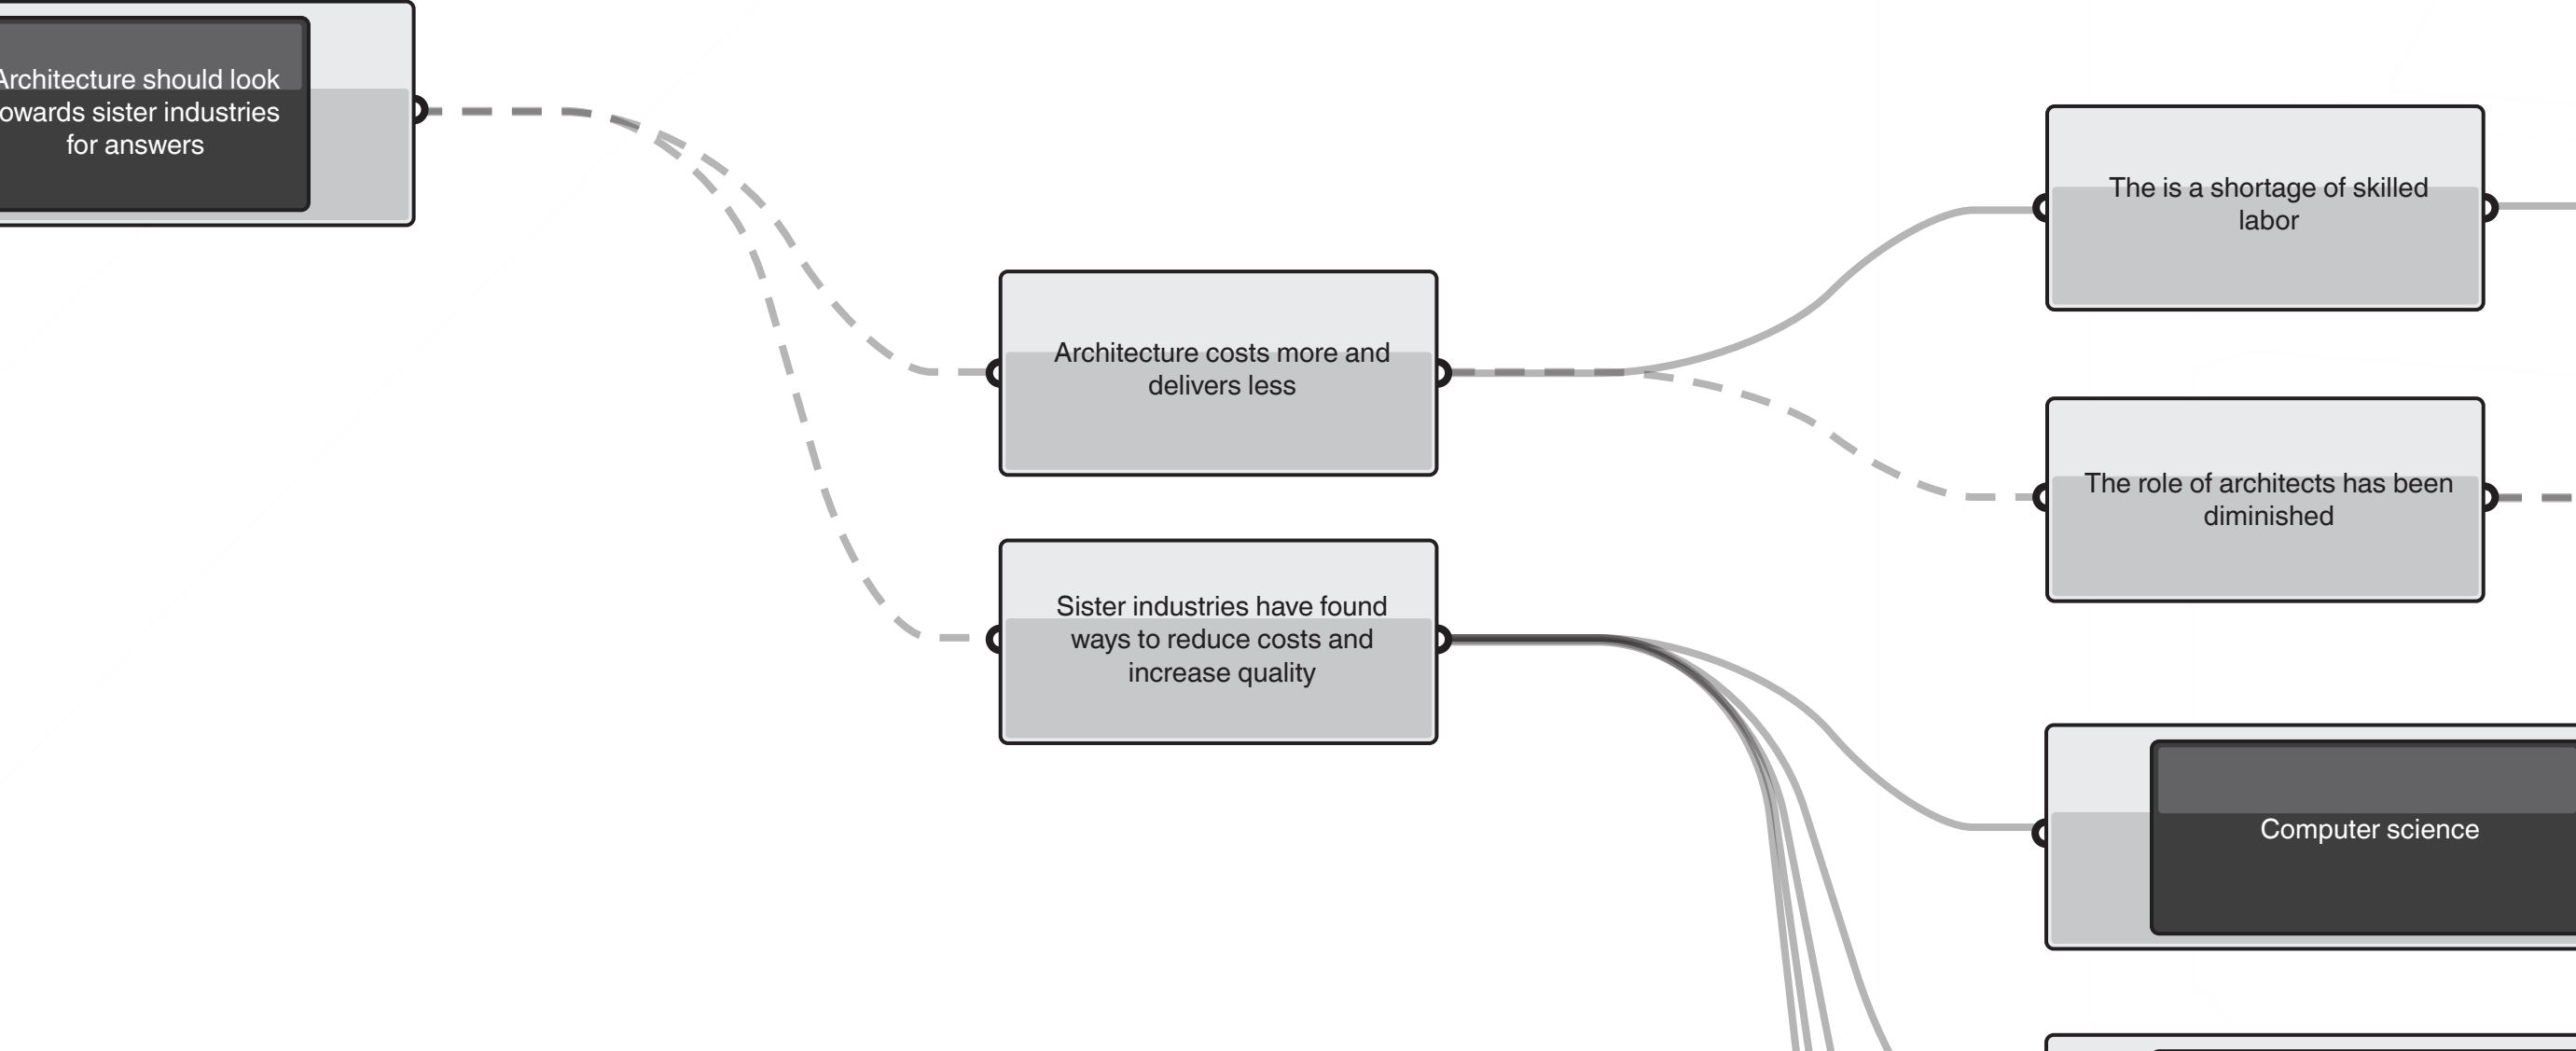 Architecture should look
towards sister industries
for answers
The is a shortage of skilled
labor
Architecture costs more and
delivers less
The role of architects has been
diminished
Sister industries have found
ways to reduce costs and
increase quality
Computer science